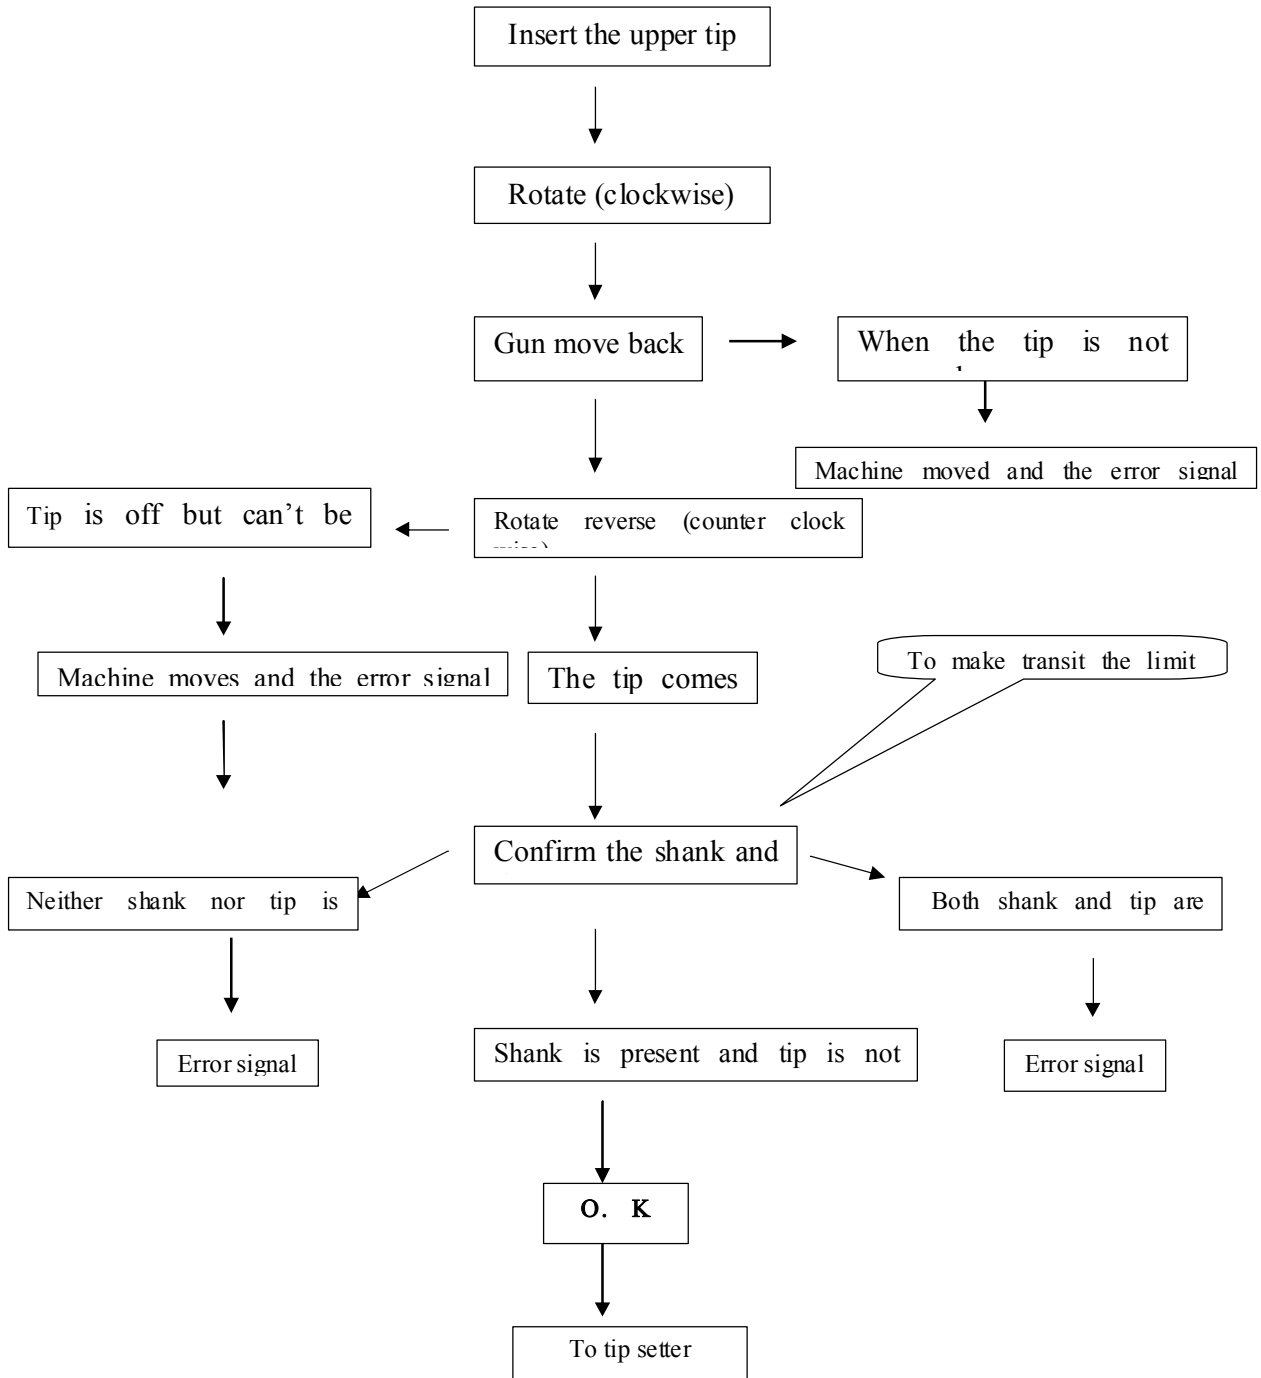 Insert the upper tip
Rotate (clockwise)
Gun move back
When the tip is not
Machine moved and the error signal
Tip is off but can’t be
Rotate reverse (counter clock
wise)
Machine moves and the error signal
The tip comes
To make transit the limit
Confirm the shank and
Neither shank nor tip is
Both shank and tip are
Error signal
Shank is present and tip is not
Error signal
O. K
To tip setter